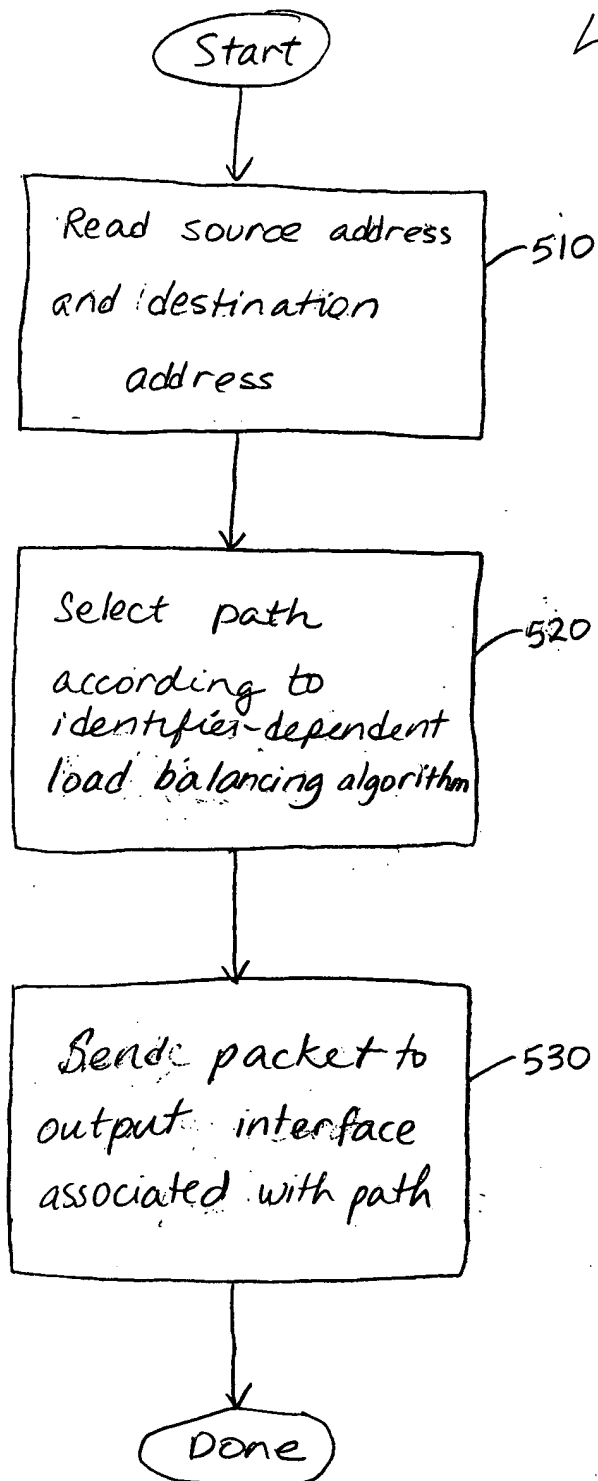 Start
Read source address
and destination
address
510
Select path
according to
identifier-dependent
load balancing algorithm
520
Send packet to
output interface
associated with path
530
Done